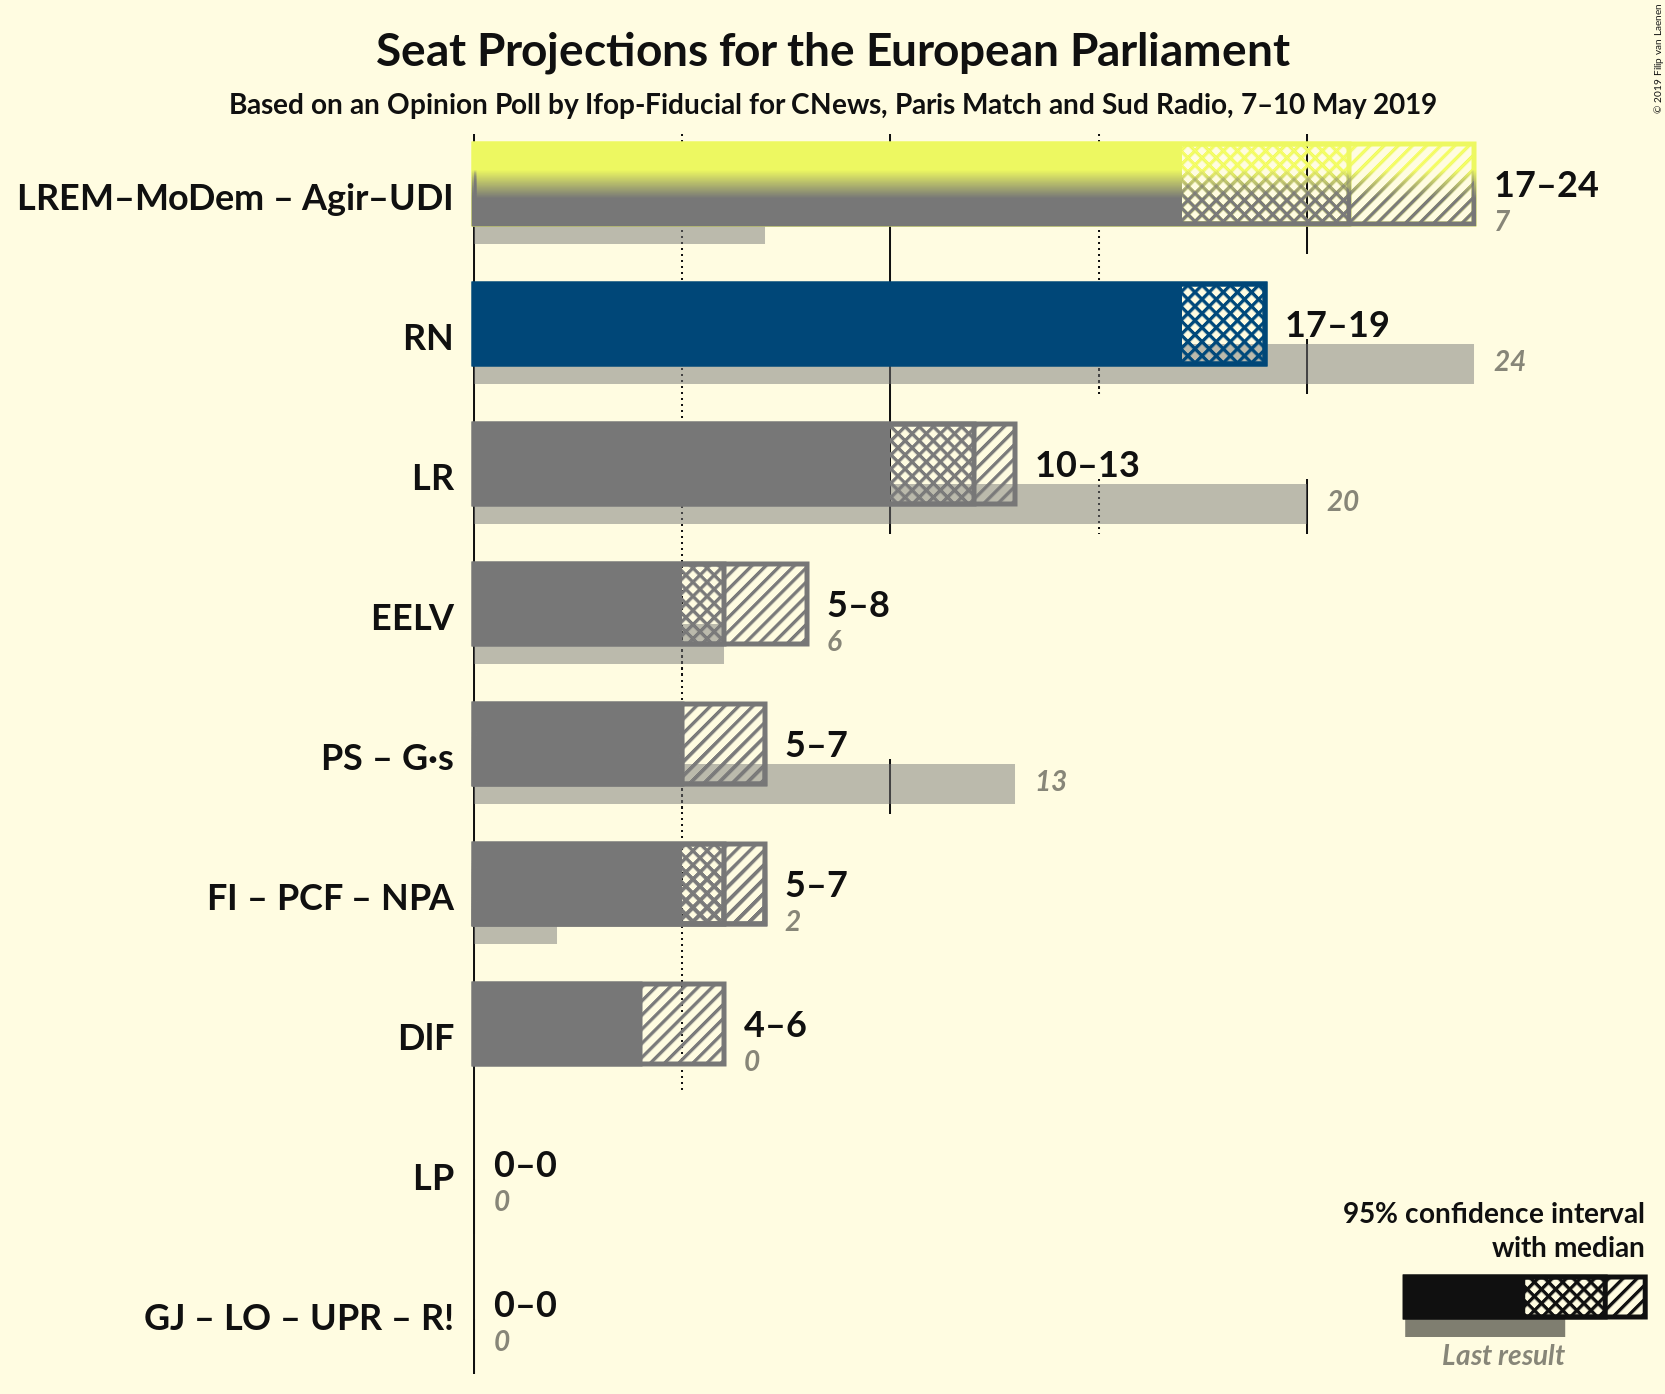 Seat Projections for the European Parliament
Based on an Opinion Poll by Ifop-Fiducial for CNews, Paris Match and Sud Radio, 7–10 May 2019
© 2019 Filip van Laenen
LREM–MoDem – Agir–UDI
17–24
7
RN
17–19
24
LR
10–13
20
EELV
5–8
6
PS – G·s
5–7
13
FI – PCF – NPA
5–7
2
DlF
4–6
0
LP
0–0
0
GJ – LO – UPR – R!
0–0
0
95% confidence interval
with median
Last result